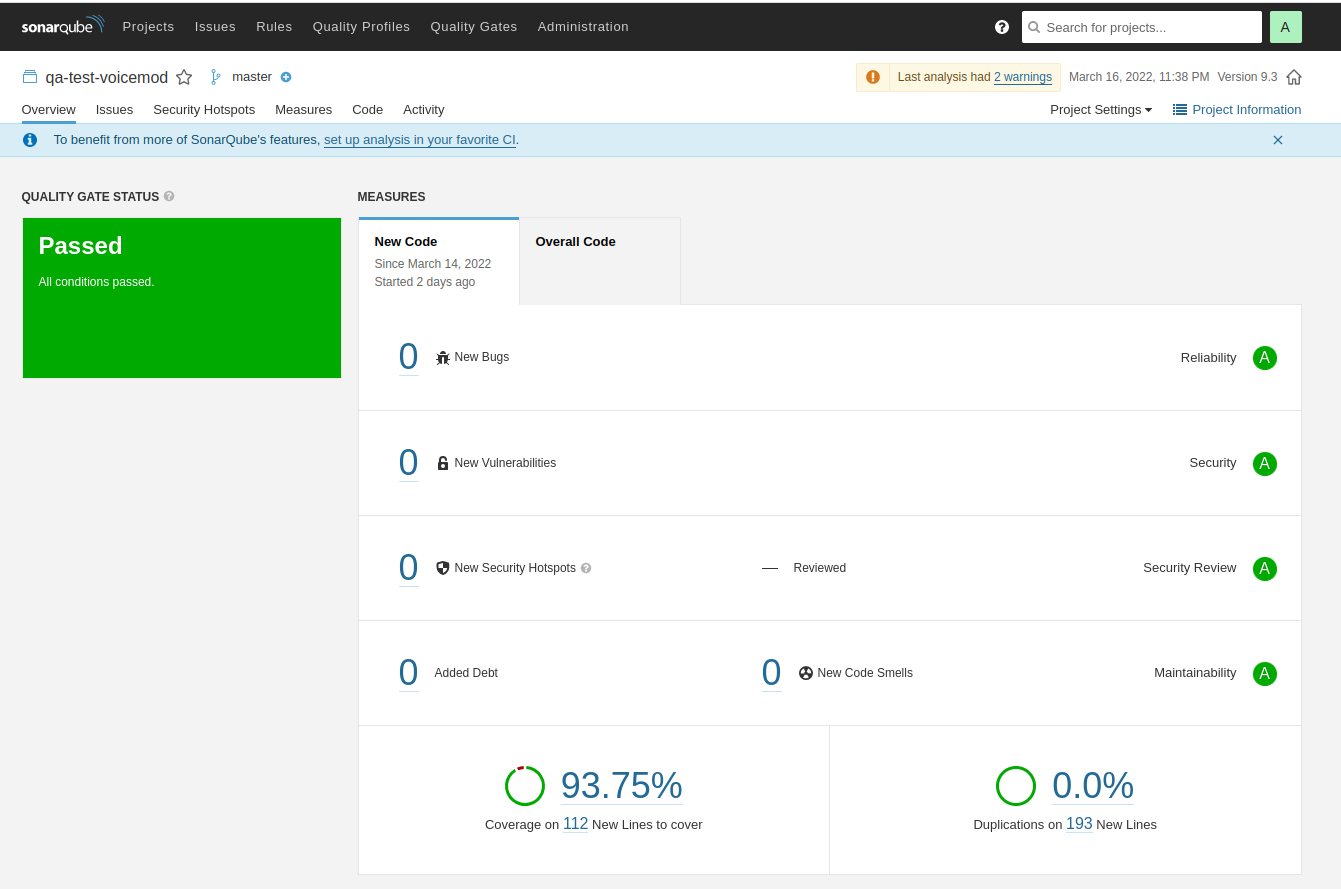 sonarqube Projects Issues Rules Quality Profiles Quality Gates Administration Search for projects... A
qa-test-voicemod master Last analysis had 2 warnings March 16, 2022, 11:38 PM Version 9.3
Overview Issues Security Hotspots Measures Code Activity Project Settings Project Information
To benefit from more of SonarQube's features, set up analysis in your favorite CI.
QUALITY GATE STATUS
Passed
All conditions passed.
MEASURES
New Code
Since March 14, 2022
Started 2 days ago
Overall Code
0 New Bugs Reliability A
0 New Vulnerabilities Security A
0 New Security Hotspots — Reviewed Security Review A
0 Added Debt 0 New Code Smells Maintainability A
93.75%
Coverage on 112 New Lines to cover
0.0%
Duplications on 193 New Lines